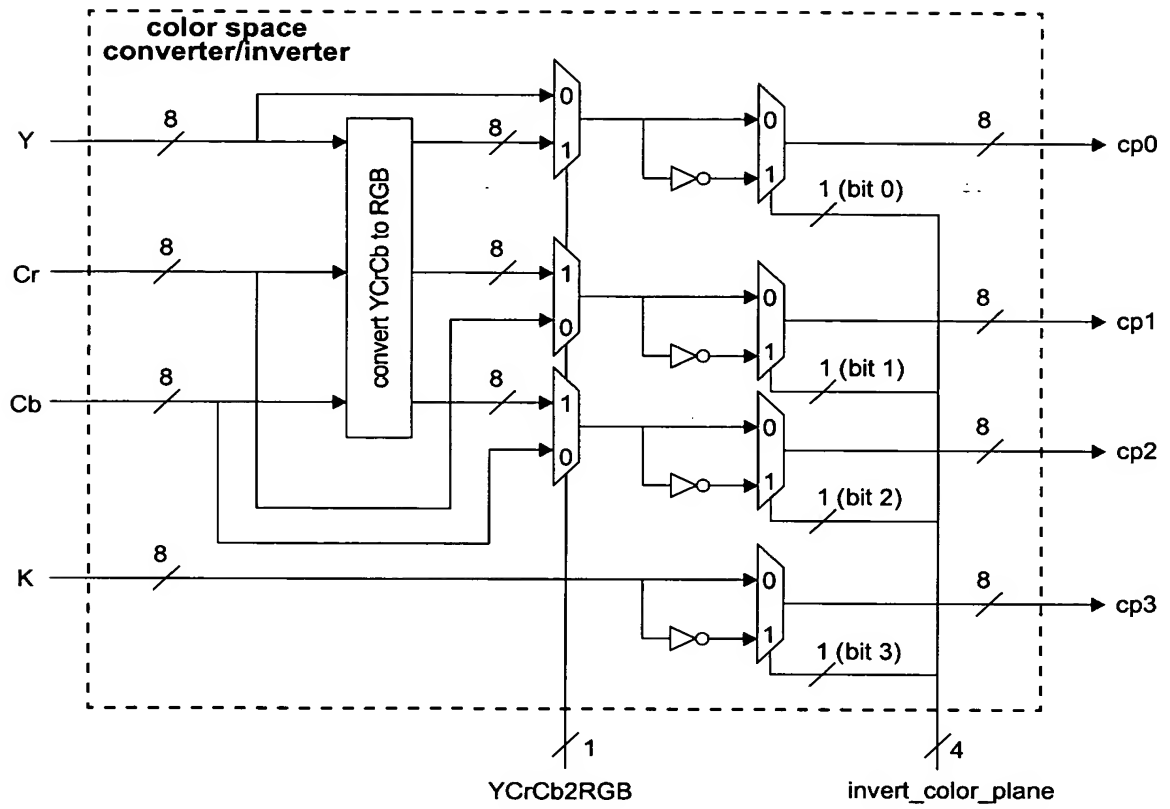 color space
converter/inverter
Y
8
8
0
1
0
1
8
cp0
1 (bit 0)
convert YCrCb to RGB
Cr
8
8
1
0
0
1
8
cp1
1 (bit 1)
Cb
8
8
1
0
0
1
8
cp2
1 (bit 2)
K
8
0
1
8
cp3
1 (bit 3)
1
4
YCrCb2RGB
invert_color_plane